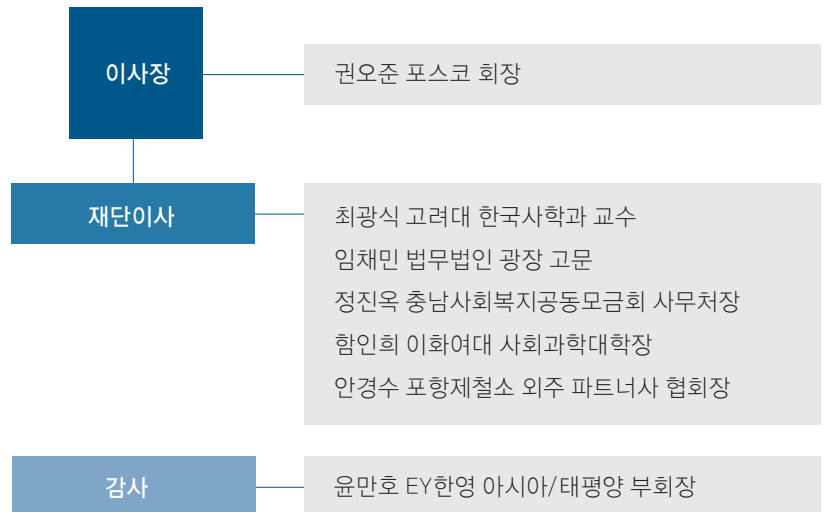 이사장
권오준 포스코 회장
재단이사
최광식 고려대 한국사학과 교수
임채민 법무법인 광장 고문
정진옥 충남사회복지공동모금회 사무처장
함인희 이화여대 사회과학대학장
안경수 포항제철소 외주 파트너사 협회장
감사
윤만호 EY한영 아시아/태평양 부회장